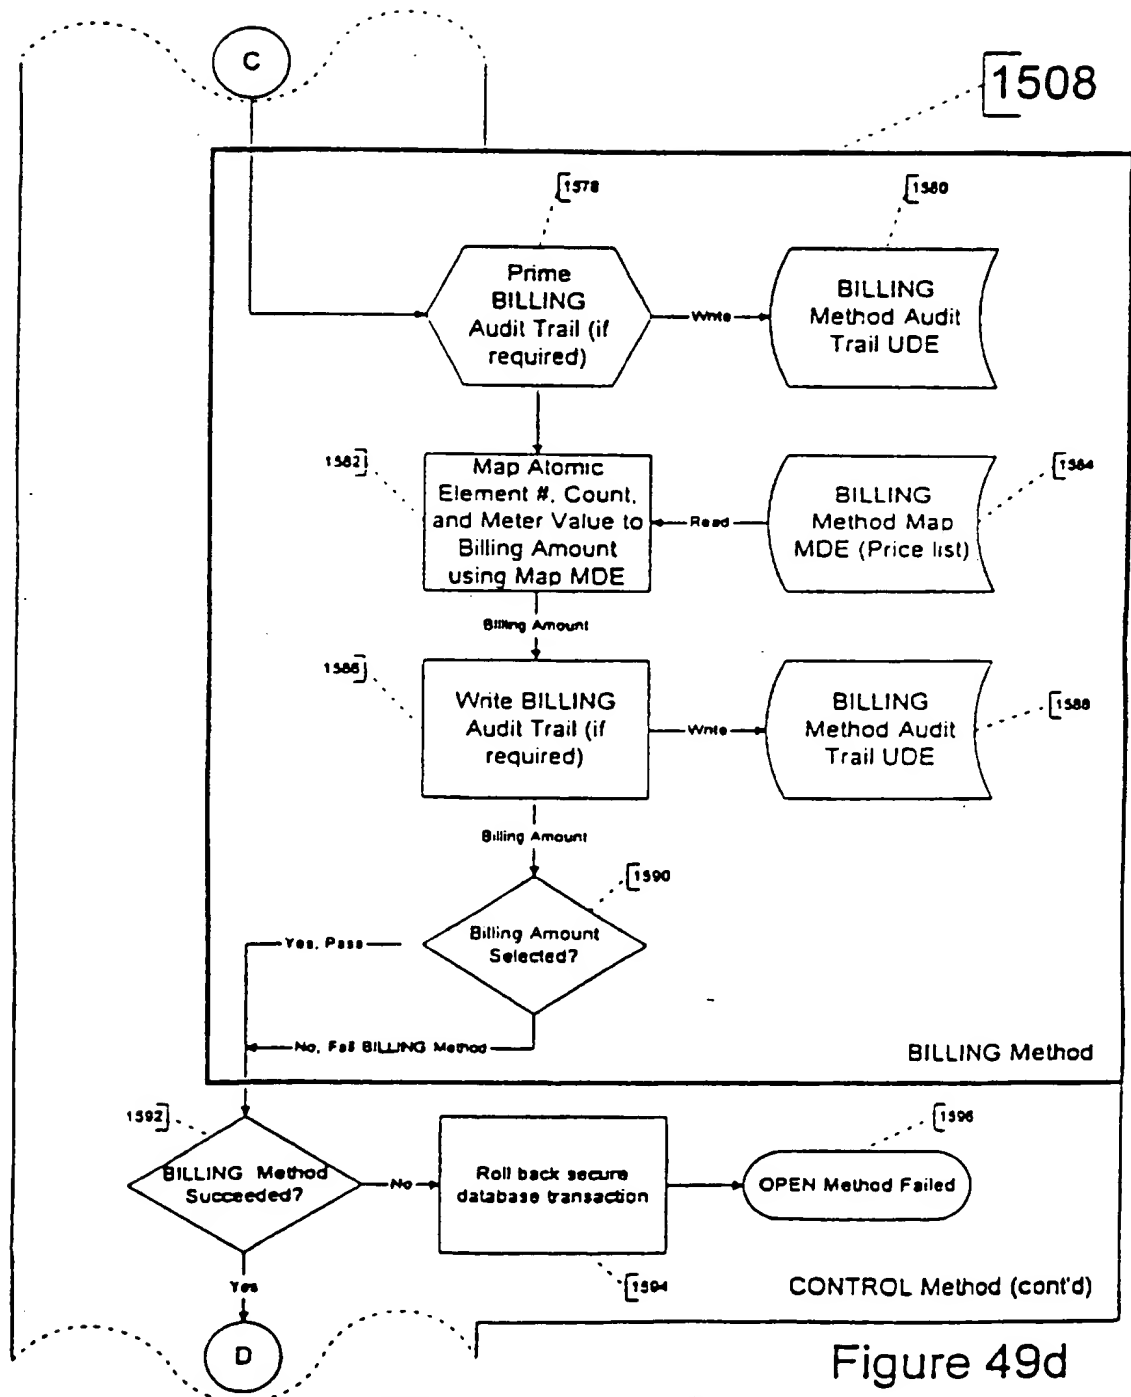 C
1508
1578
1580
Prime
BILLING
Audit Trail (if
required)
Write
BILLING
Method Audit
Trail UDE
1582
Map Atomic
Element #, Count,
and Meter Value to
Billing Amount
using Map MDE
Read
BILLING
Method Map
MDE (Price list)
1584
Billing Amount
1586
Write BILLING
Audit Trail (if
required)
Write
BILLING
Method Audit
Trail UDE
1588
Billing Amount
1590
Billing Amount
Selected?
Yes, Pass
No, Fail BILLING Method
BILLING Method
1592
BILLING Method
Succeeded?
No
Roll back secure
database transaction
1596
OPEN Method Failed
Yes
1594
CONTROL Method (cont'd)
D
Figure 49d